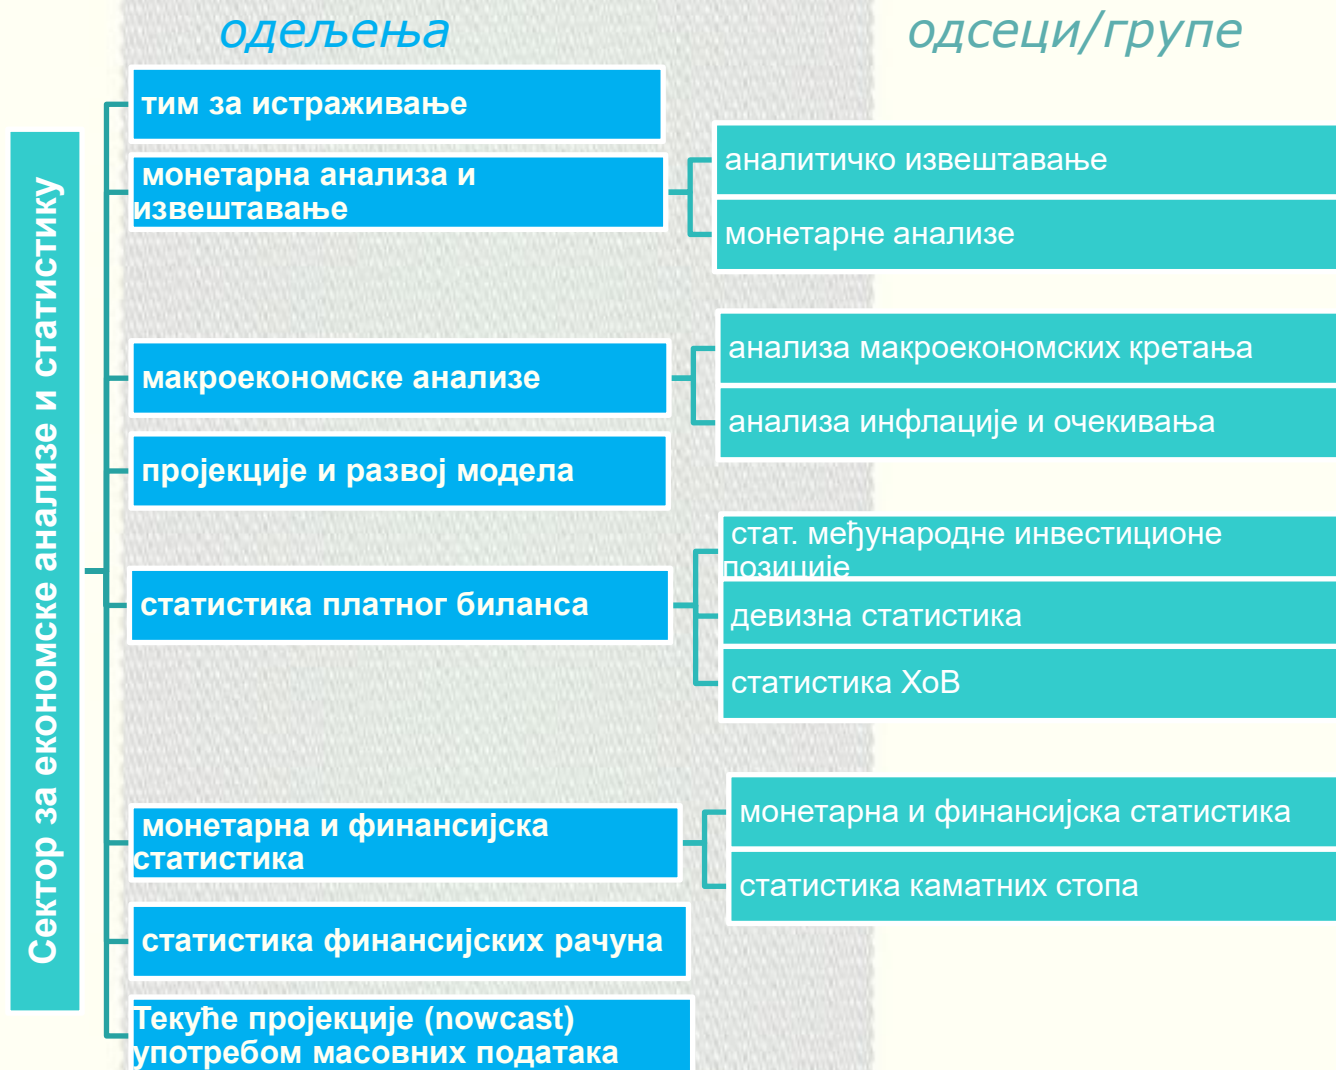 одељења
одсеци/групе
Сектор за економске анализе и статистику
тим за истраживање
монетарна анализа и
извештавање
аналитичко извештавање
монетарне анализе
макроекономске анализе
анализа макроекономских кретања
анализа инфлације и очекивања
пројекције и развој модела
статистика платног биланса
стат. међународне инвестиционе
позиције
девизна статистика
статистика ХоВ
монетарна и финансијска
статистика
монетарна и финансијска статистика
статистика каматних стопа
статистика финансијских рачуна
Текуће пројекције (nowcast)
употребом масовних података